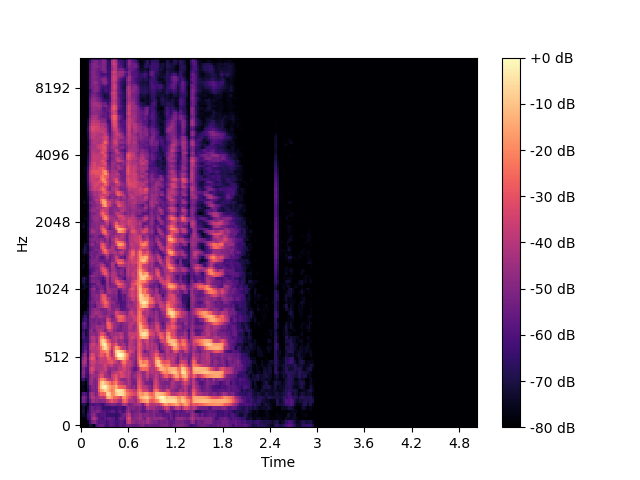 8192
4096
2048
1024
512
0
Hz
0 0.6 1.2 1.8 2.4 3 3.6 4.2 4.8
Time
+0 dB
-10 dB
-20 dB
-30 dB
-40 dB
-50 dB
-60 dB
-70 dB
-80 dB